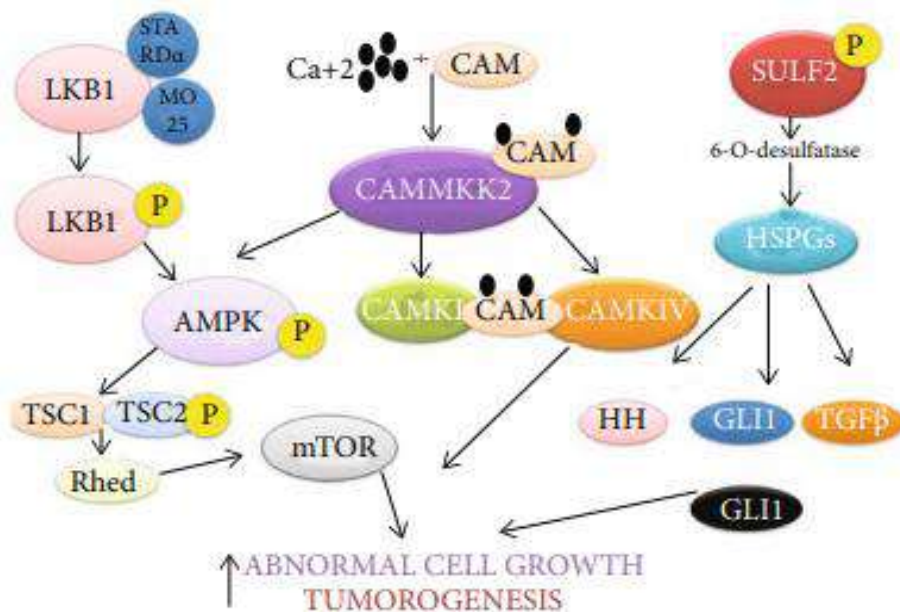 STA
RDα
LKB1
MO
25
Ca+2
+
CAM
P
SULF2
CAM
6-O-desulfatase
CAMMKK2
LKB1
P
HSPGs
AMPK
P
CAMKI
CAM
CAMKIV
TSC1
TSC2
P
HH
GLI1
TGFβ
mTOR
Rhed
GLI1
ABNORMAL CELL GROWTH
TUMOROGENESIS